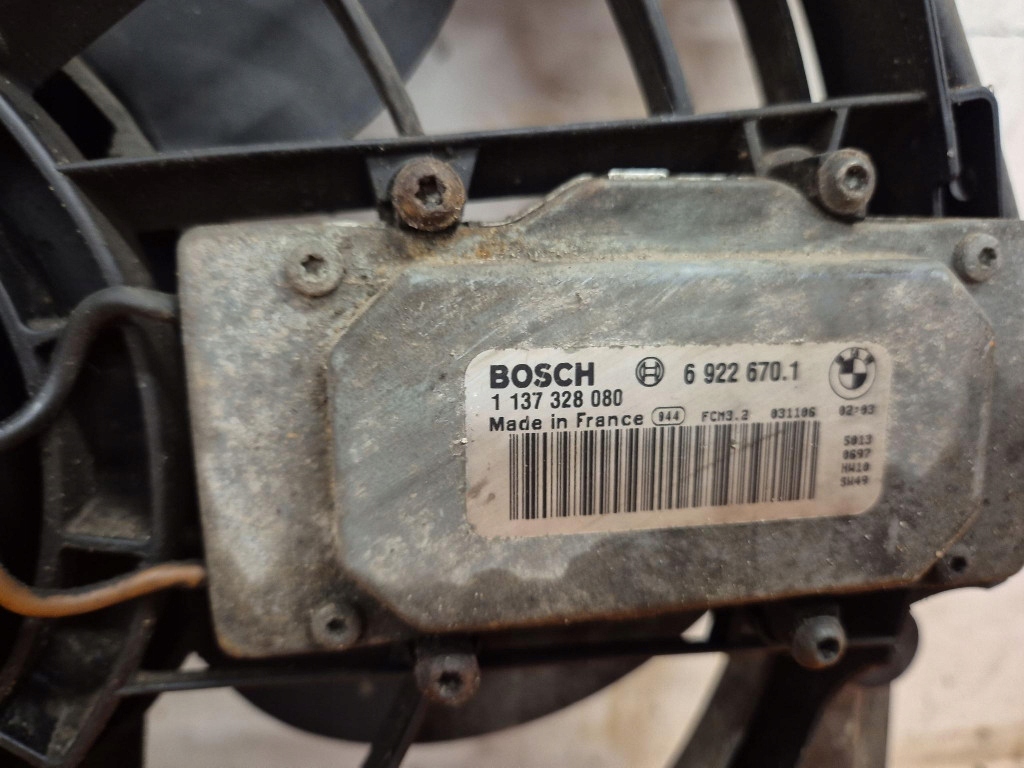 BOSCH 6 922 670.1
1 137 328 080
Made in France 944 FCM3.2 031106 02:03
S013
0697
HW10
SW49